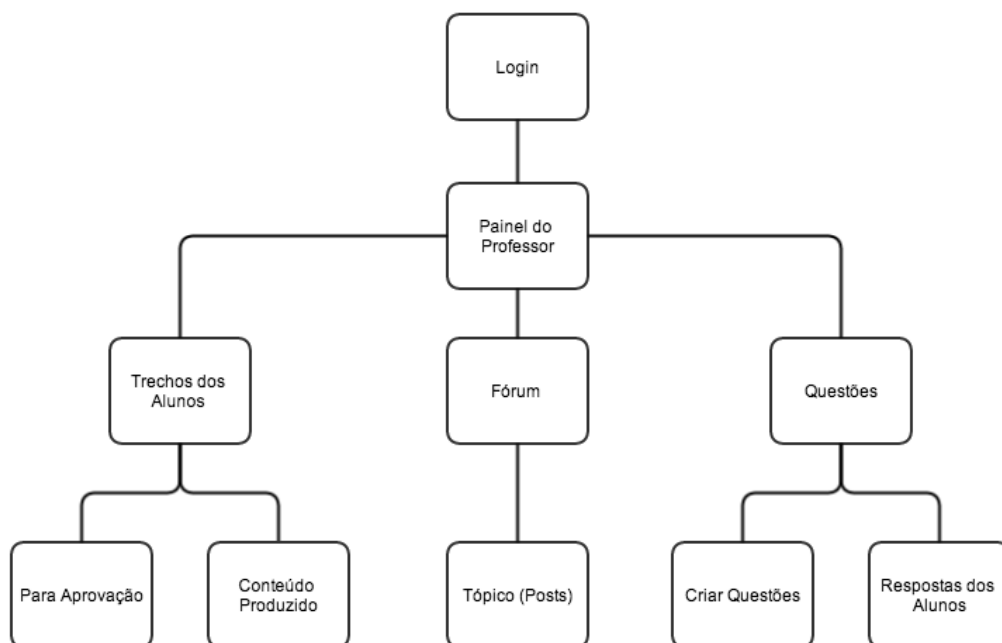 Login
Painel do
Professor
Trechos dos
Alunos
Fórum
Questões
Para Aprovação
Conteúdo
Produzido
Tópico (Posts)
Criar Questões
Respostas dos
Alunos